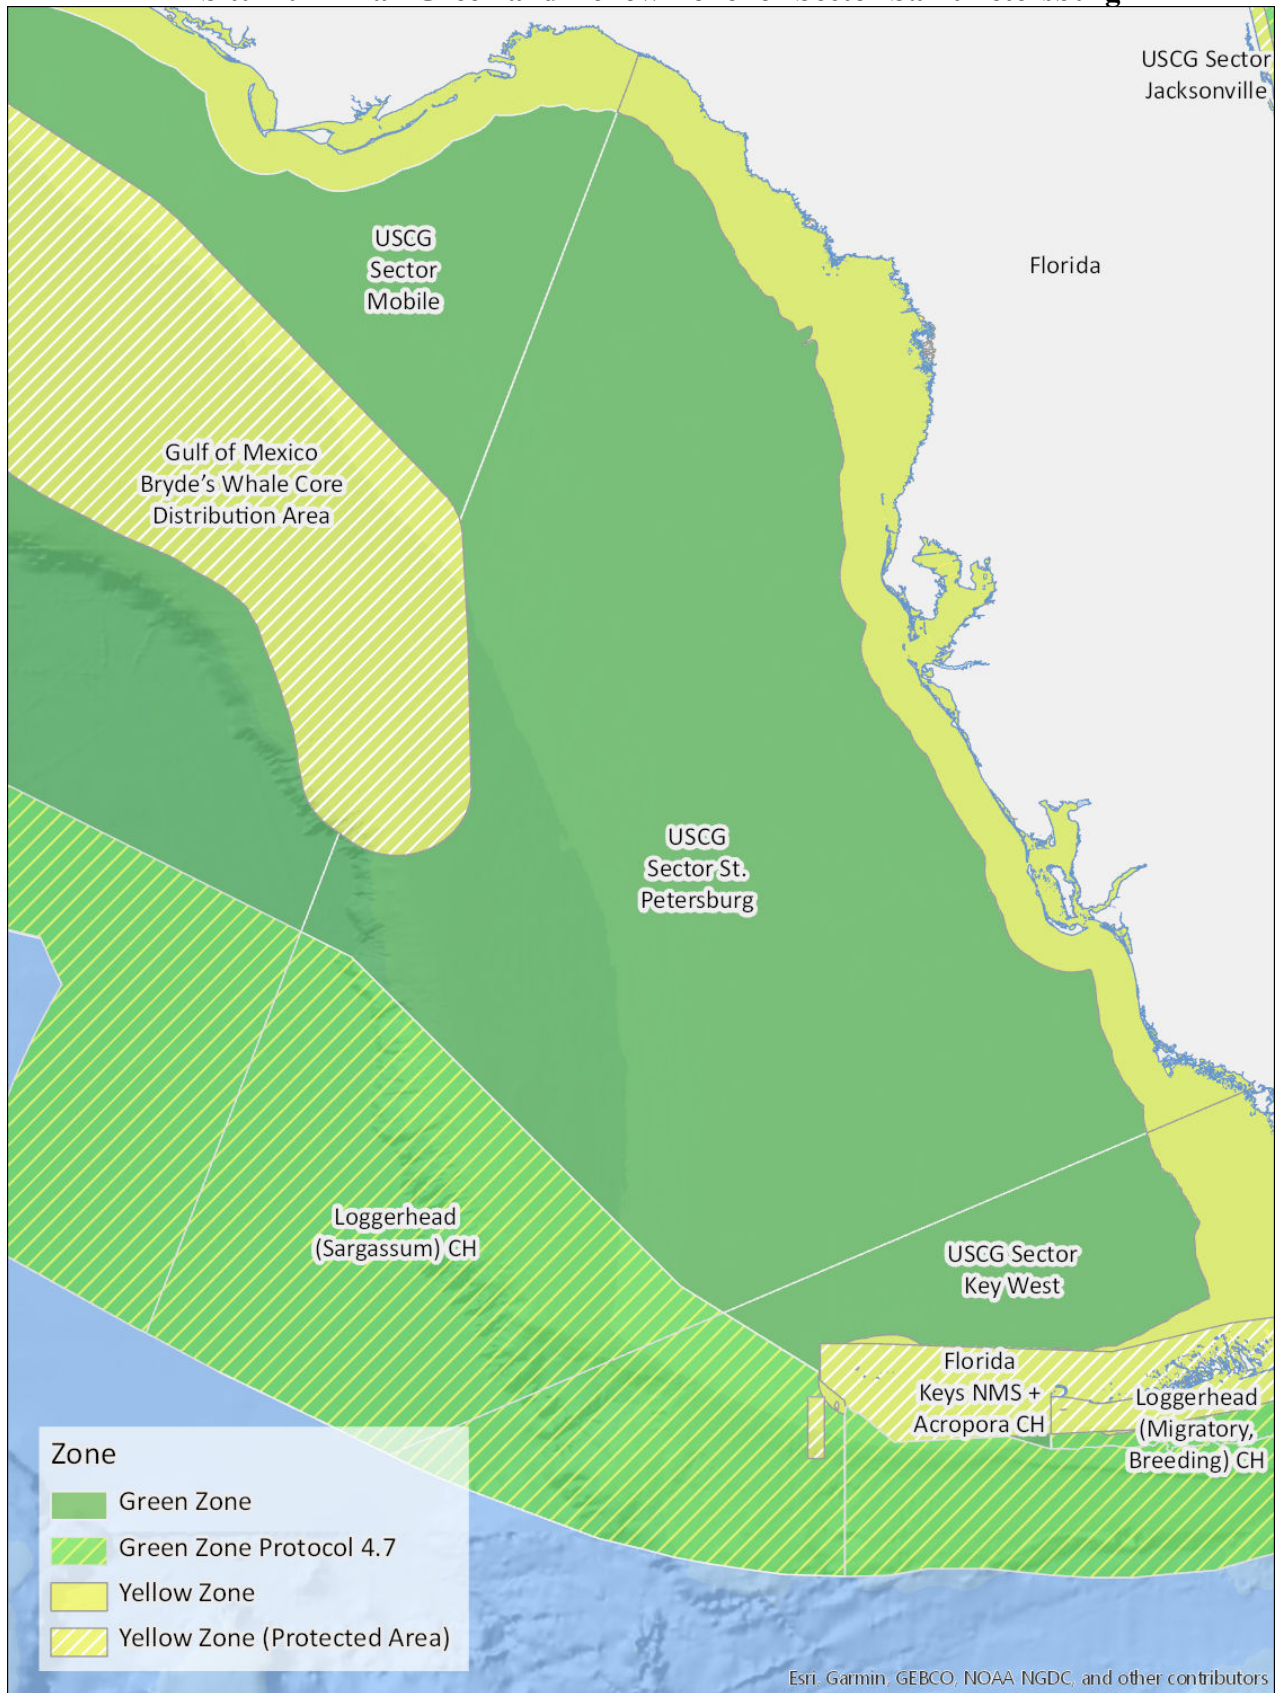 USCG Sector
Jacksonville
USCG
Sector
Mobile
Florida
Gulf of Mexico
Bryde's Whale Core
Distribution Area
USCG
Sector St.
Petersburg
Loggerhead
(Sargassum) CH
USCG Sector
Key West
Florida
Keys NMS +
Acropora CH
Loggerhead
(Migratory,
Breeding) CH
Zone
Green Zone
Green Zone Protocol 4.7
Yellow Zone
Yellow Zone (Protected Area)
Esri, Garmin, GEBCO, NOAA NGDC, and other contributors